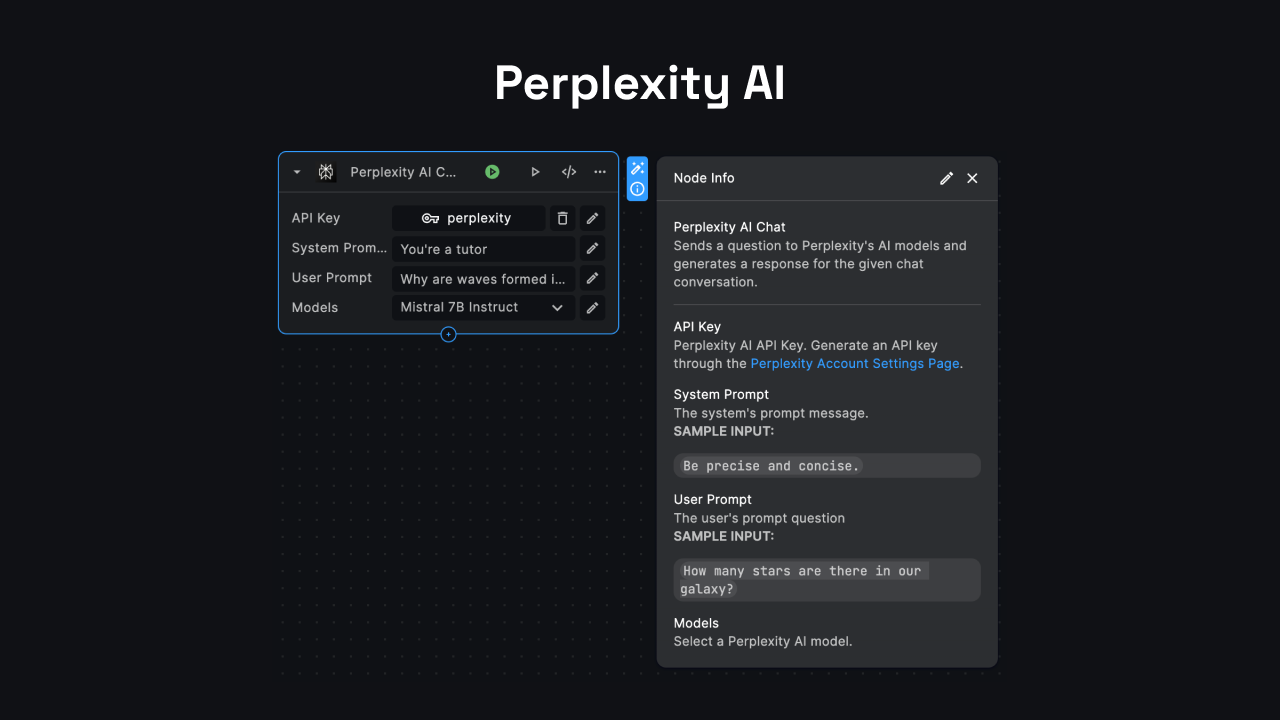 Perplexity AI
Perplexity AI C...
API Key
perplexity
System Prom...
You're a tutor
User Prompt
Why are waves formed i...
Models
Mistral 7B Instruct
Node Info
Perplexity AI Chat
Sends a question to Perplexity's AI models and
generates a response for the given chat
conversation.
API Key
Perplexity AI API Key. Generate an API key
through the Perplexity Account Settings Page.
System Prompt
The system's prompt message.
SAMPLE INPUT:
Be precise and concise.
User Prompt
The user's prompt question
SAMPLE INPUT:
How many stars are there in our
galaxy?
Models
Select a Perplexity AI model.